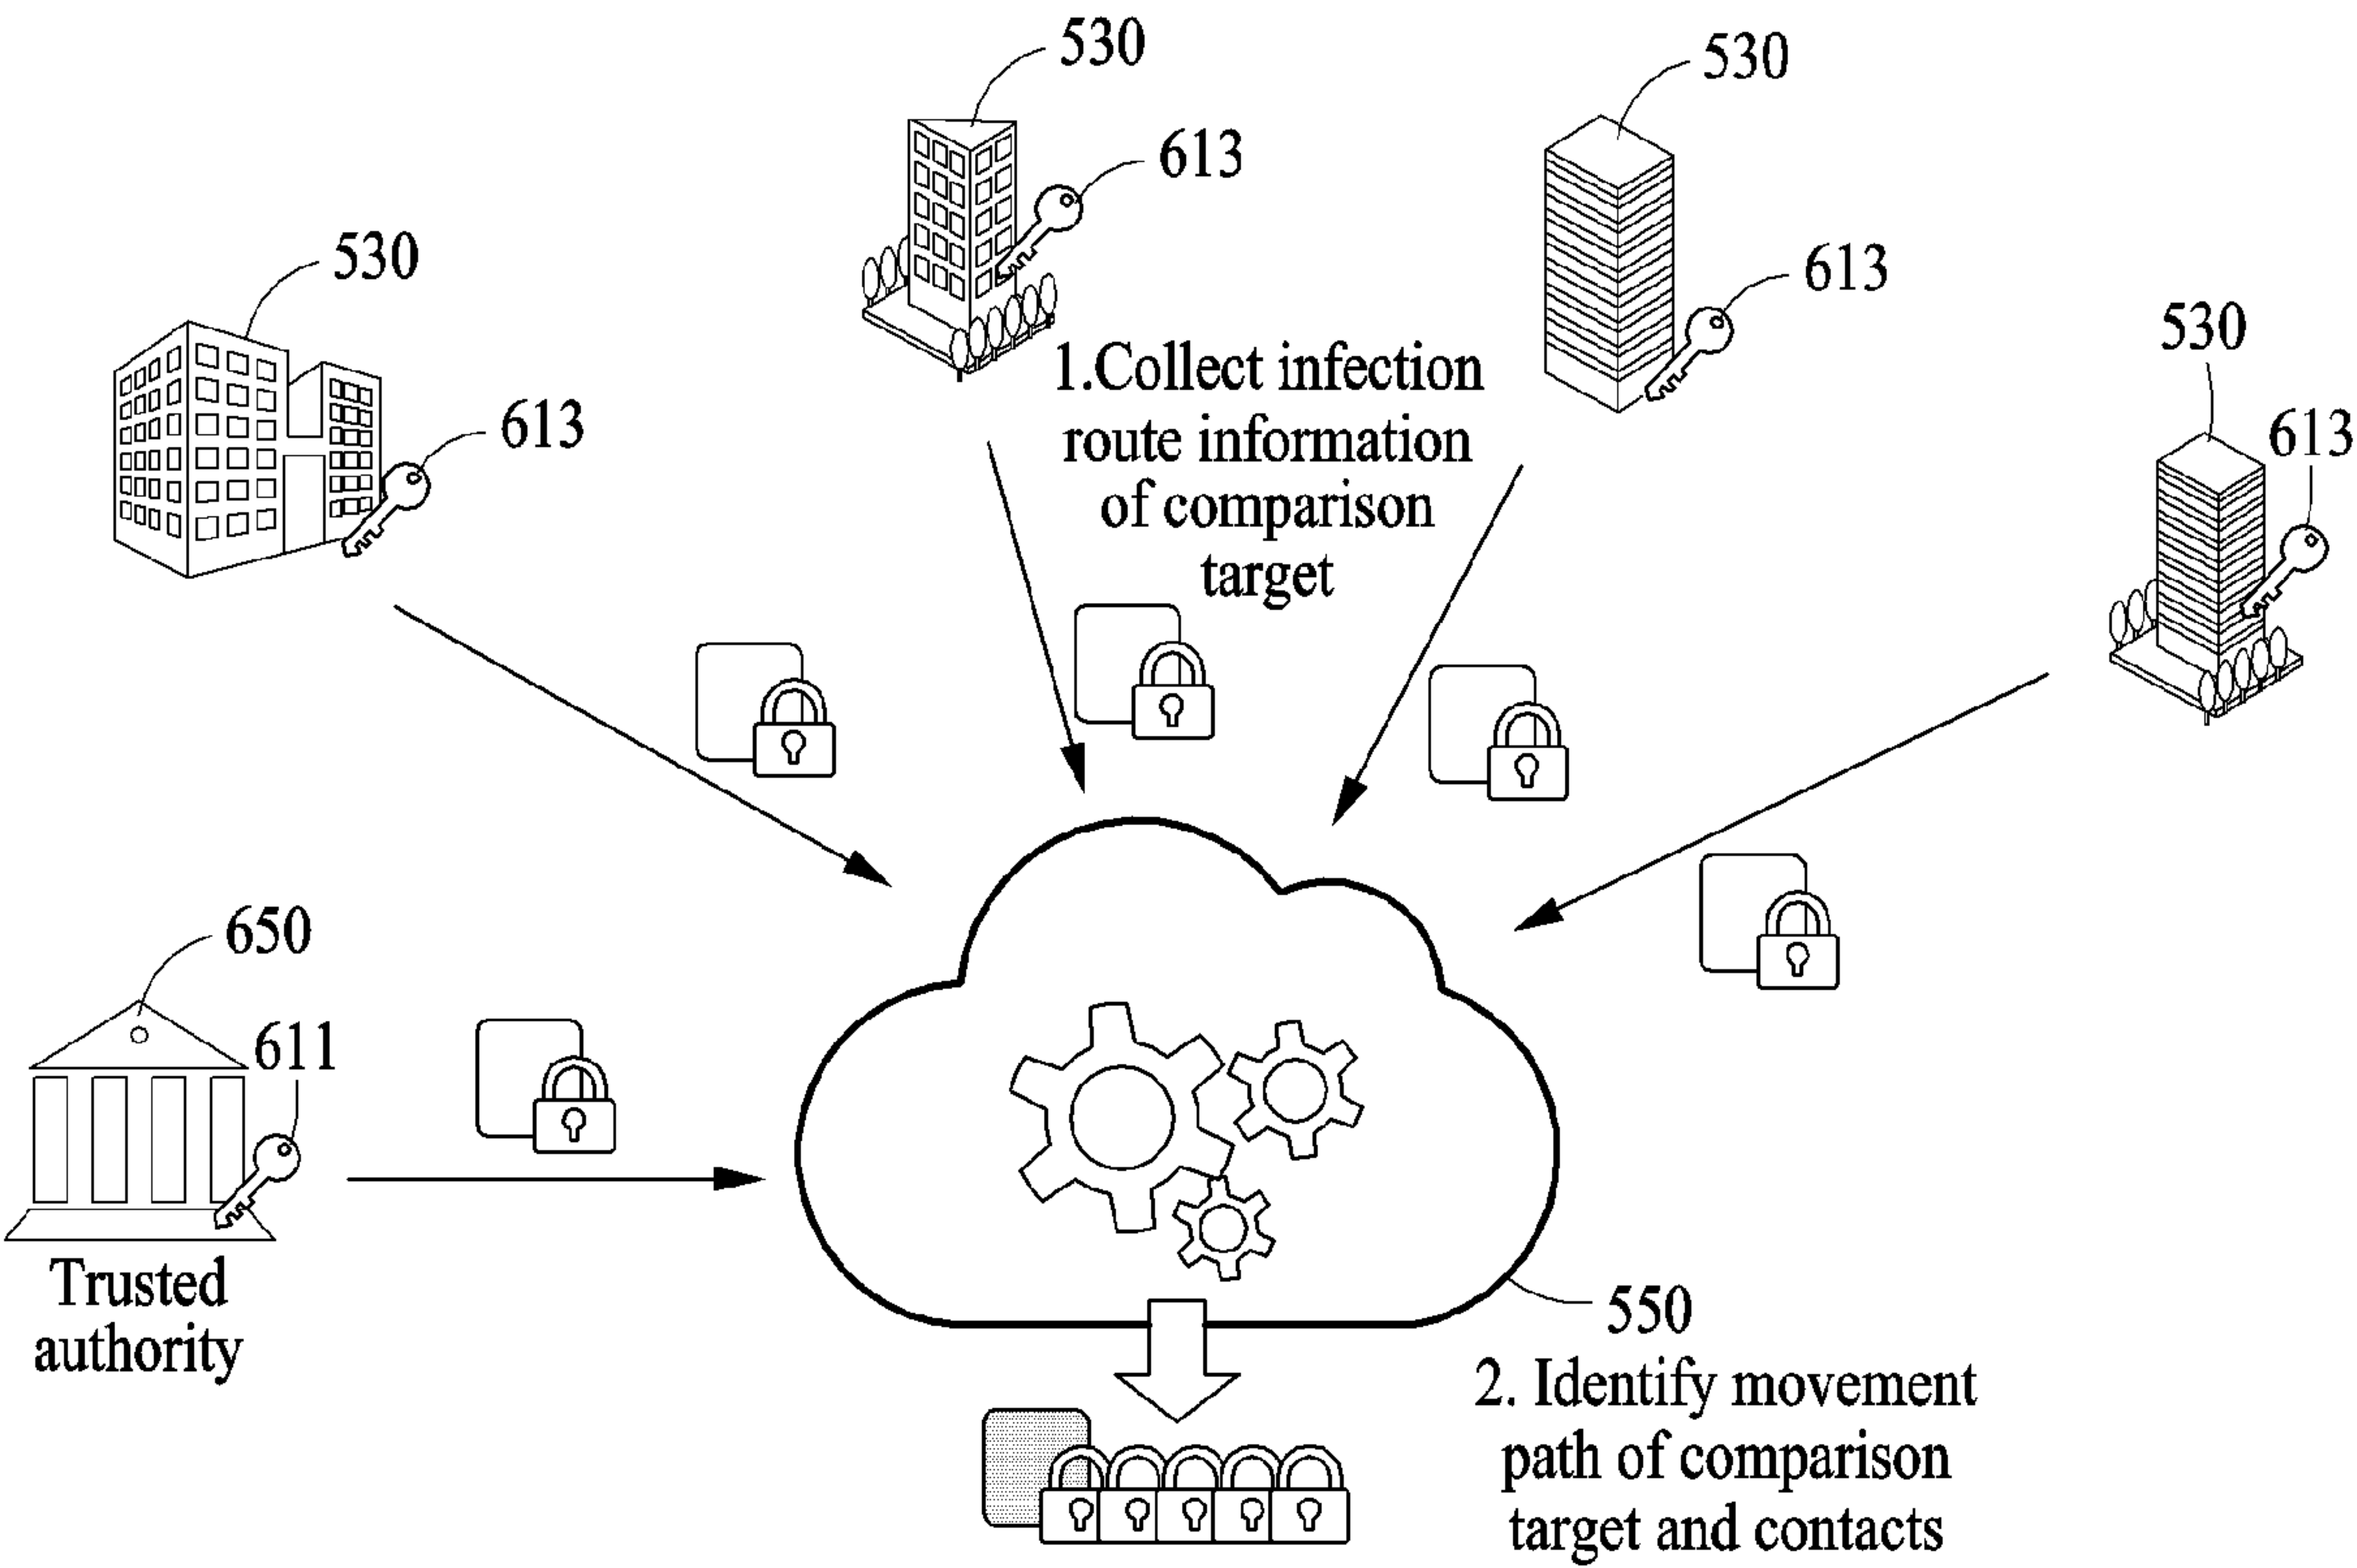 530
530
613
530
613
530
613
613
1.Collect infection
route information
of comparison
target
650
611
Trusted
authority
550
2. Identify movement
path of comparison
target and contacts